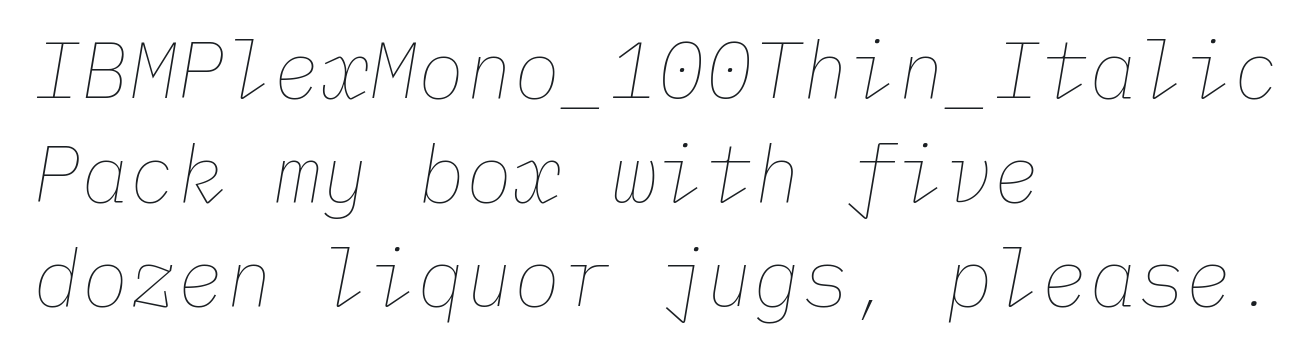 IBMPlexMono_100Thin_Italic
Pack my box with five
dozen liquor jugs, please.